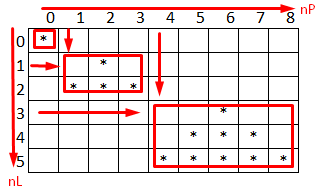 0 1 2 3 4 5 6 7 8 nP
0 *
1 *
2 * * *
3 *
4 * * *
5 * * * * *
nL